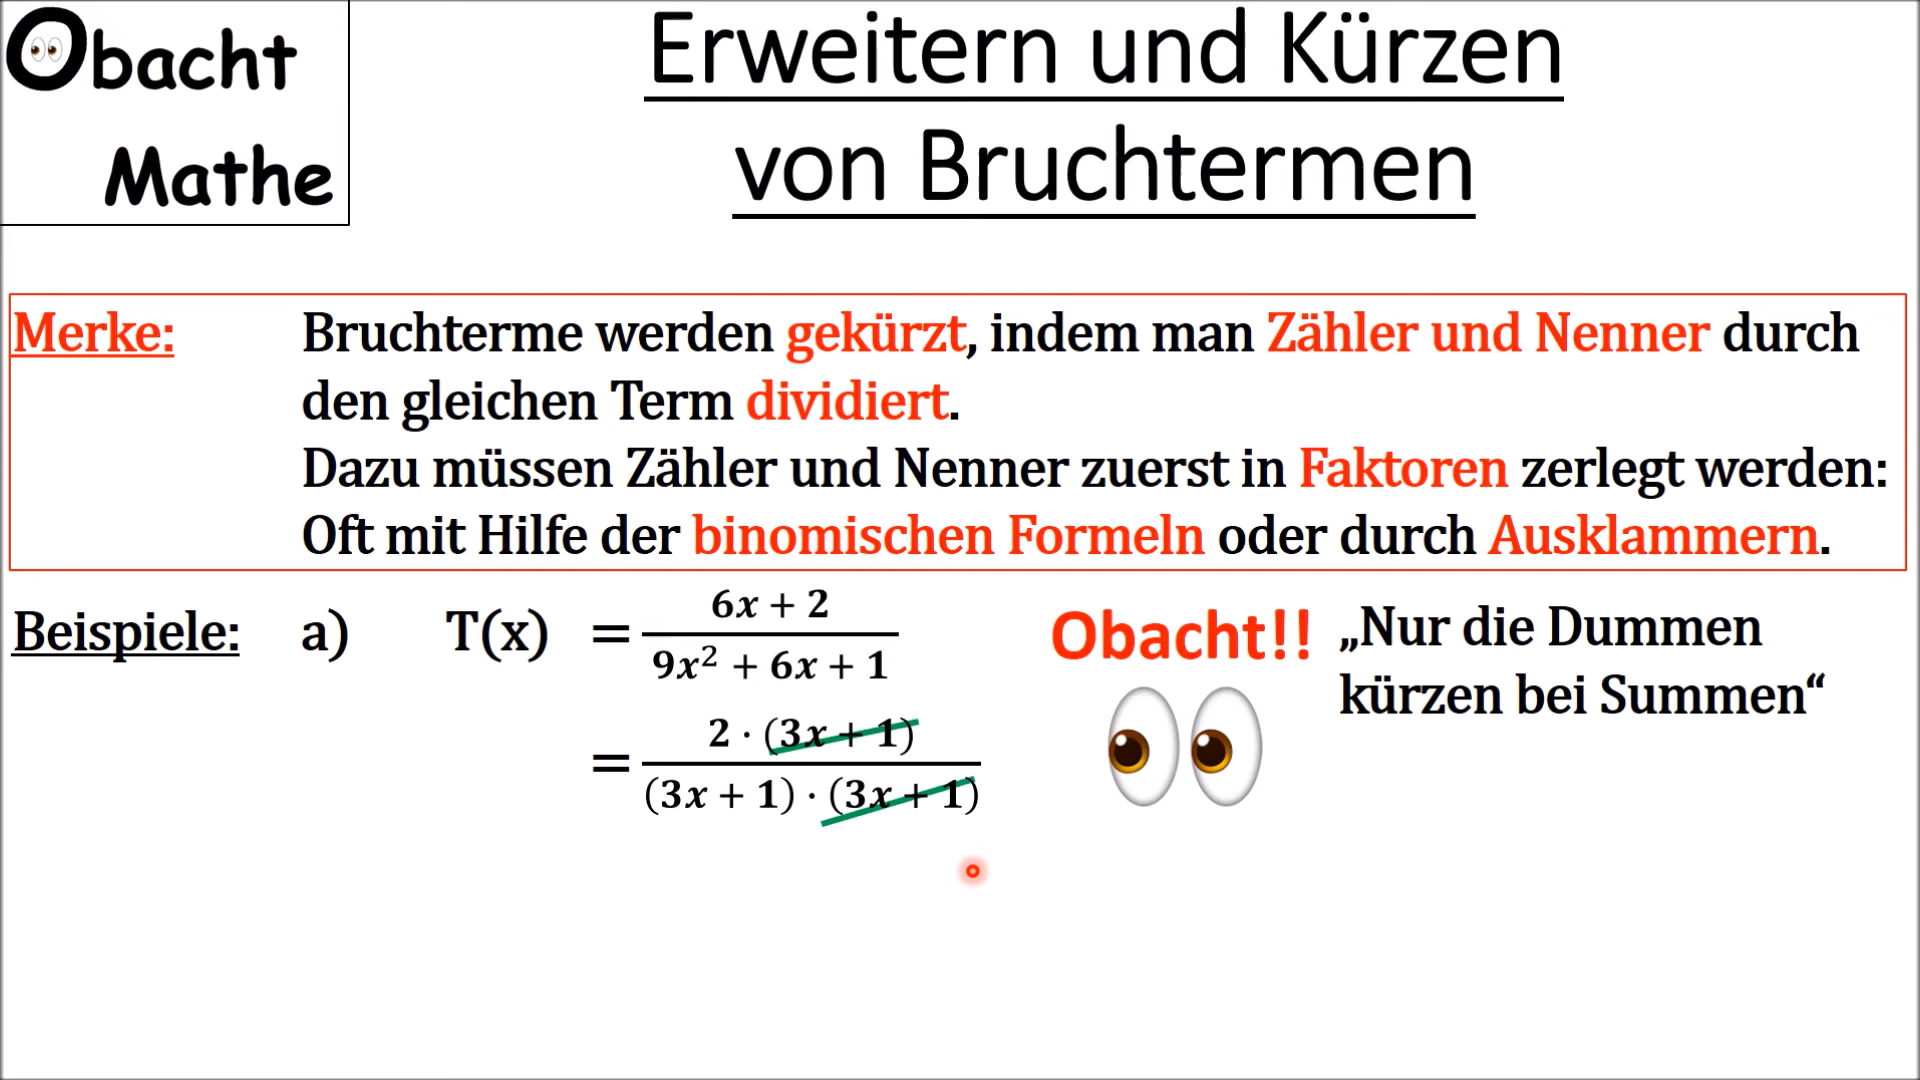 Obacht
Mathe
Erweitern und Kürzen
von Bruchtermen
Merke: Bruchterme werden gekürzt, indem man Zähler und Nenner durch
den gleichen Term dividiert.
Dazu müssen Zähler und Nenner zuerst in Faktoren zerlegt werden:
Oft mit Hilfe der binomischen Formeln oder durch Ausklammern.
Beispiele: a) T(x) =
6x + 2
9x² + 6x + 1
=
2 · (3x + 1)
(3x + 1) · (3x + 1)
Obacht!!
„Nur die Dummen
kürzen bei Summen“